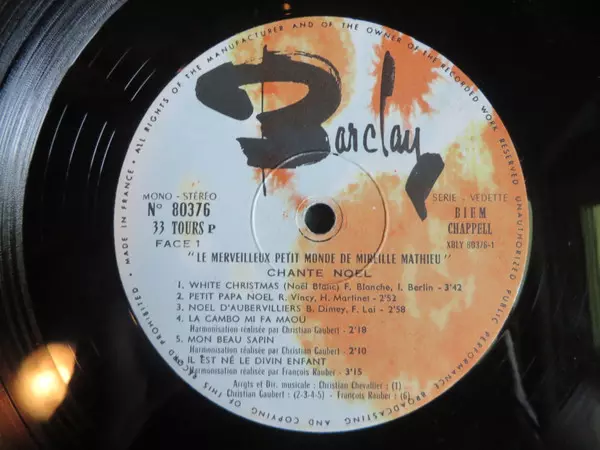 ALL RIGHTS OF THE MANUFACTURER AND OF THE OWNER OF THE RECORDED WORK RESERVED
UNAUTHORIZED PUBLIC PERFORMANCE BROADCASTING AND COPYING OF THIS RECORD PROHIBITED
MADE IN FRANCE
Barclay
MONO - STÉRÉO
Nº 80376
33 TOURS P
FACE 1
SERIE - VEDETTE
BIEM
CHAPPELL
XBLY 80376-1
"LE MERVEILLEUX PETIT MONDE DE MIREILLE MATHIEU"
CHANTE NOEL
1. WHITE CHRISTMAS (Noël Blanc) F. Blanche, I. Berlin - 3'42
2. PETIT PAPA NOEL R. Vincy, H. Martinet - 2'52
3. NOEL D'AUBERVILLIERS B. Dimey, F. Lai - 2'58
4. LA CAMBO MI FA MAOU
Harmonisation réalisée par Christian Gaubert - 2'18
5. MON BEAU SAPIN
Harmonisation réalisée par Christian Gaubert - 2'10
6. IL EST NÉ LE DIVIN ENFANT
Harmonisation réalisée par François Rauber - 3'15
Arrgts et Dir. musicale : Christian Chevallier : (1)
Christian Gaubert : (2-3-4-5) François Rauber : (6)